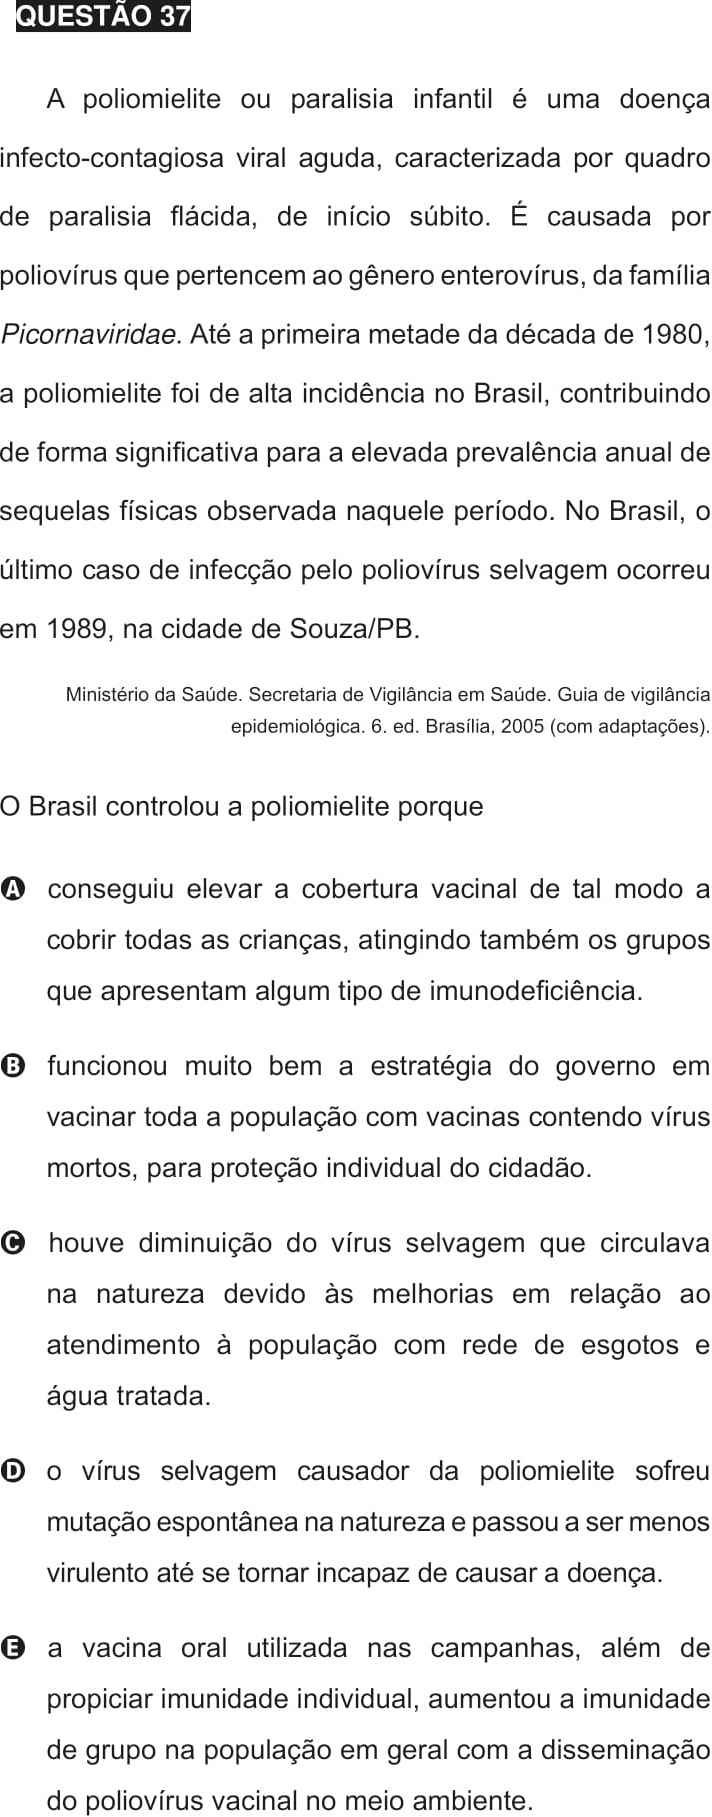 QUESTÃO 37
A poliomielite ou paralisia infantil é uma doença
infecto-contagiosa viral aguda, caracterizada por quadro
de paralisia flácida, de início súbito. É causada por
poliovírus que pertencem ao gênero enterovírus, da família
Picornaviridae. Até a primeira metade da década de 1980,
a poliomielite foi de alta incidência no Brasil, contribuindo
de forma significativa para a elevada prevalência anual de
sequelas físicas observada naquele período. No Brasil, o
último caso de infecção pelo poliovírus selvagem ocorreu
em 1989, na cidade de Souza/PB.
Ministério da Saúde. Secretaria de Vigilância em Saúde. Guia de vigilância
epidemiológica. 6. ed. Brasília, 2005 (com adaptações).
O Brasil controlou a poliomielite porque
A conseguiu elevar a cobertura vacinal de tal modo a
cobrir todas as crianças, atingindo também os grupos
que apresentam algum tipo de imunodeficiência.
B funcionou muito bem a estratégia do governo em
vacinar toda a população com vacinas contendo vírus
mortos, para proteção individual do cidadão.
C houve diminuição do vírus selvagem que circulava
na natureza devido às melhorias em relação ao
atendimento à população com rede de esgotos e
água tratada.
D o vírus selvagem causador da poliomielite sofreu
mutação espontânea na natureza e passou a ser menos
virulento até se tornar incapaz de causar a doença.
E a vacina oral utilizada nas campanhas, além de
propiciar imunidade individual, aumentou a imunidade
de grupo na população em geral com a disseminação
do poliovírus vacinal no meio ambiente.